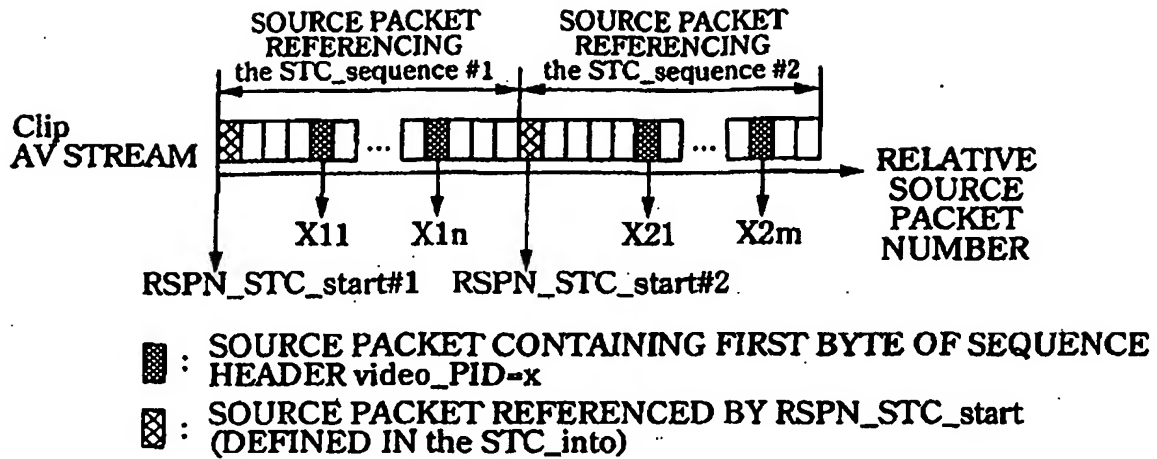 SOURCE PACKET
REFERENCING
the STC_sequence #1
SOURCE PACKET
REFERENCING
the STC_sequence #2
Clip
AV STREAM
...
...
RELATIVE
SOURCE
PACKET
NUMBER
X11
X1n
X21
X2m
RSPN_STC_start#1
RSPN_STC_start#2
: SOURCE PACKET CONTAINING FIRST BYTE OF SEQUENCE
HEADER video_PID=x
: SOURCE PACKET REFERENCED BY RSPN_STC_start
(DEFINED IN the STC_into)